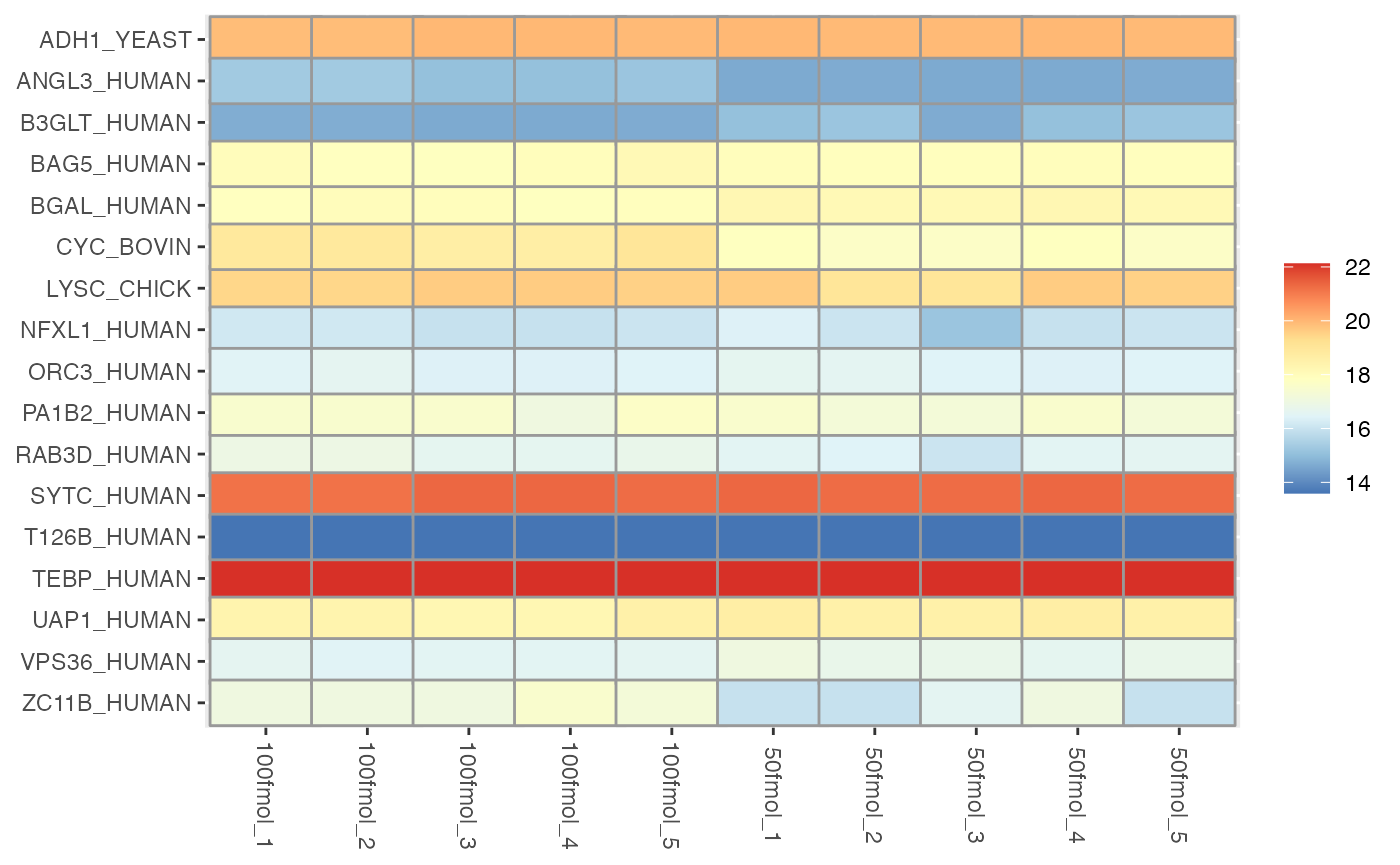 ADH1_YEAST
ANGL3_HUMAN
B3GLT_HUMAN
BAG5_HUMAN
BGAL_HUMAN
CYC_BOVIN
LYSC_CHICK
NFXL1_HUMAN
ORC3_HUMAN
PA1B2_HUMAN
RAB3D_HUMAN
SYTC_HUMAN
T126B_HUMAN
TEBP_HUMAN
UAP1_HUMAN
VPS36_HUMAN
ZC11B_HUMAN
100fmol_1
100fmol_2
100fmol_3
100fmol_4
100fmol_5
50fmol_1
50fmol_2
50fmol_3
50fmol_4
50fmol_5
22
20
18
16
14